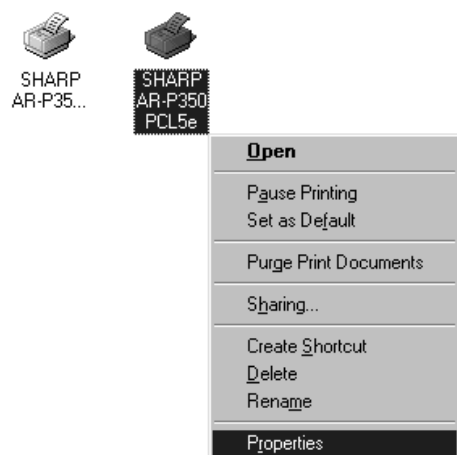 SHARP
AR-P35...
SHARP
AR-P350
PCL5e
Open
Pause Printing
Set as Default
Purge Print Documents
Sharing...
Create Shortcut
Delete
Rename
Properties